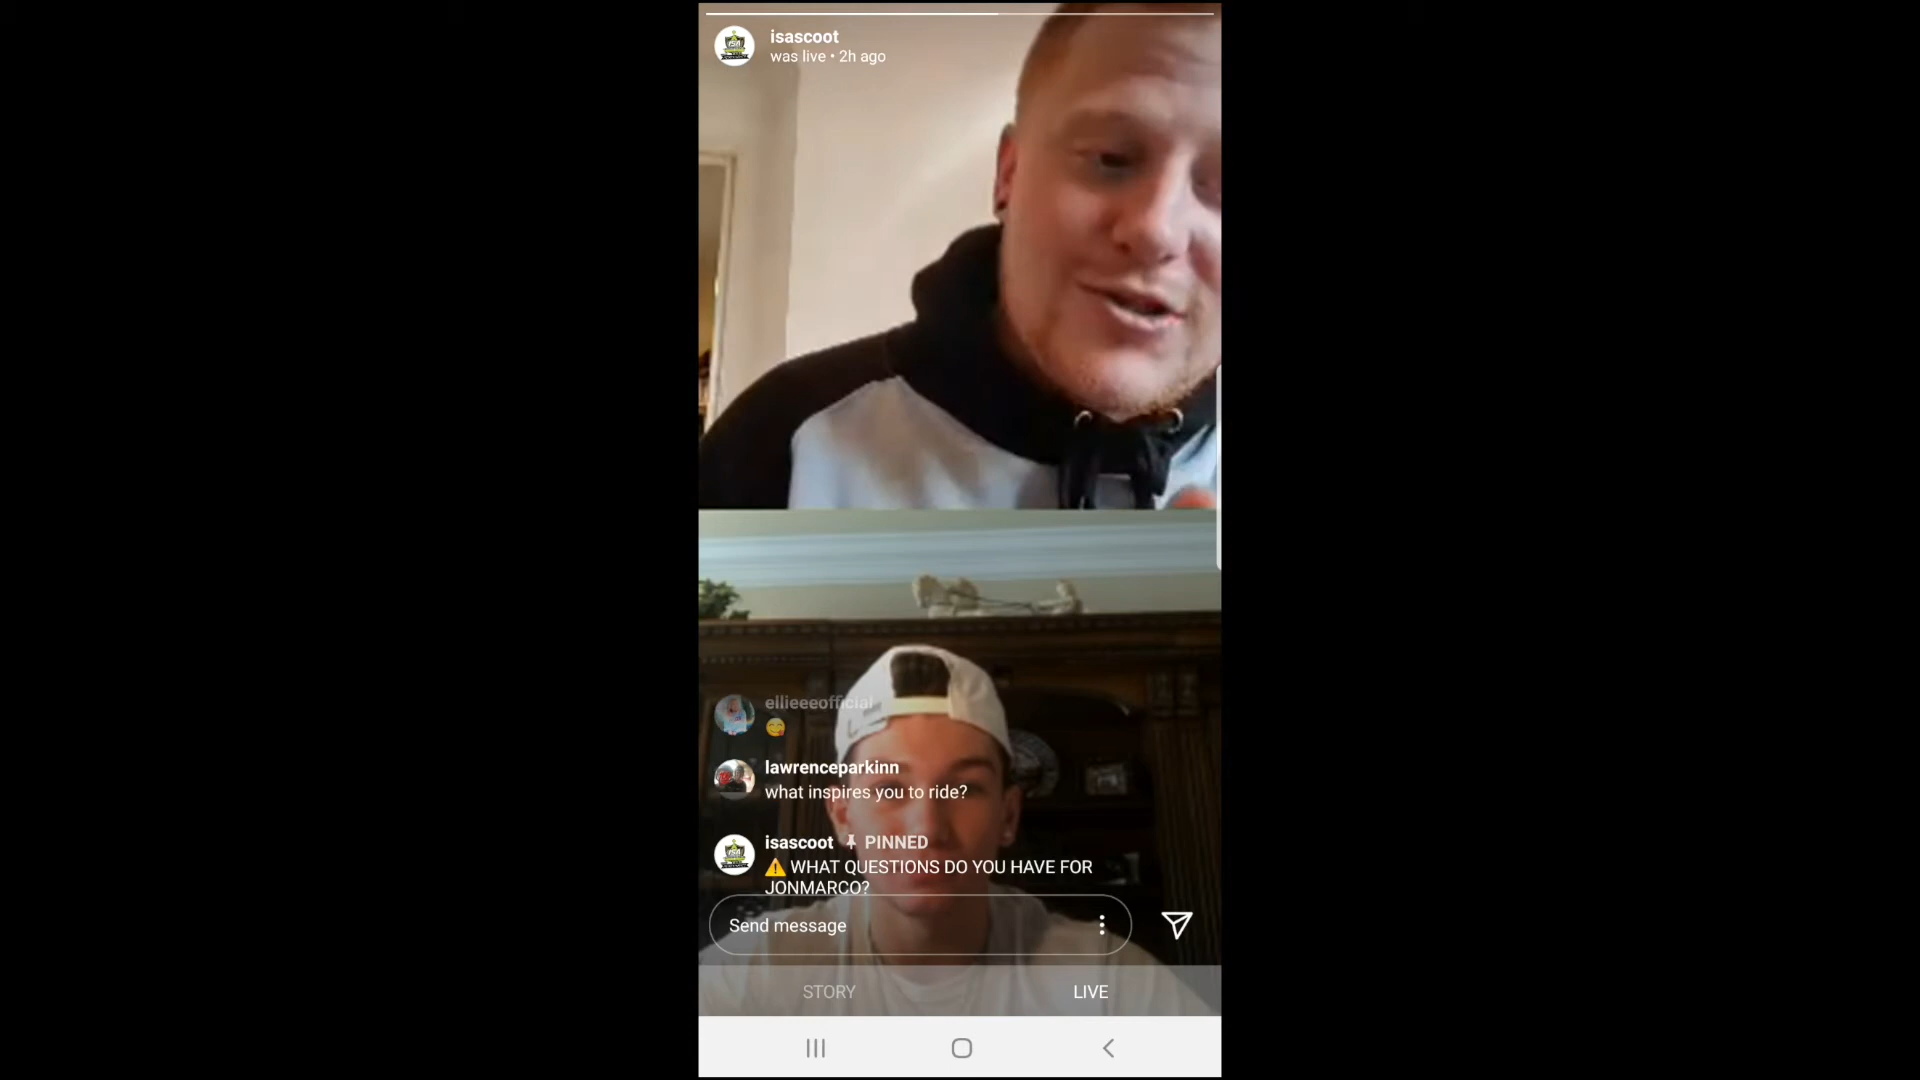 isascoot
was live • 2h ago
ellieeeofficial
😋
lawrenceparkinn
what inspires you to ride?
isascoot PINNED
⚠️ WHAT QUESTIONS DO YOU HAVE FOR
JONMARCO?
Send message
STORY
LIVE